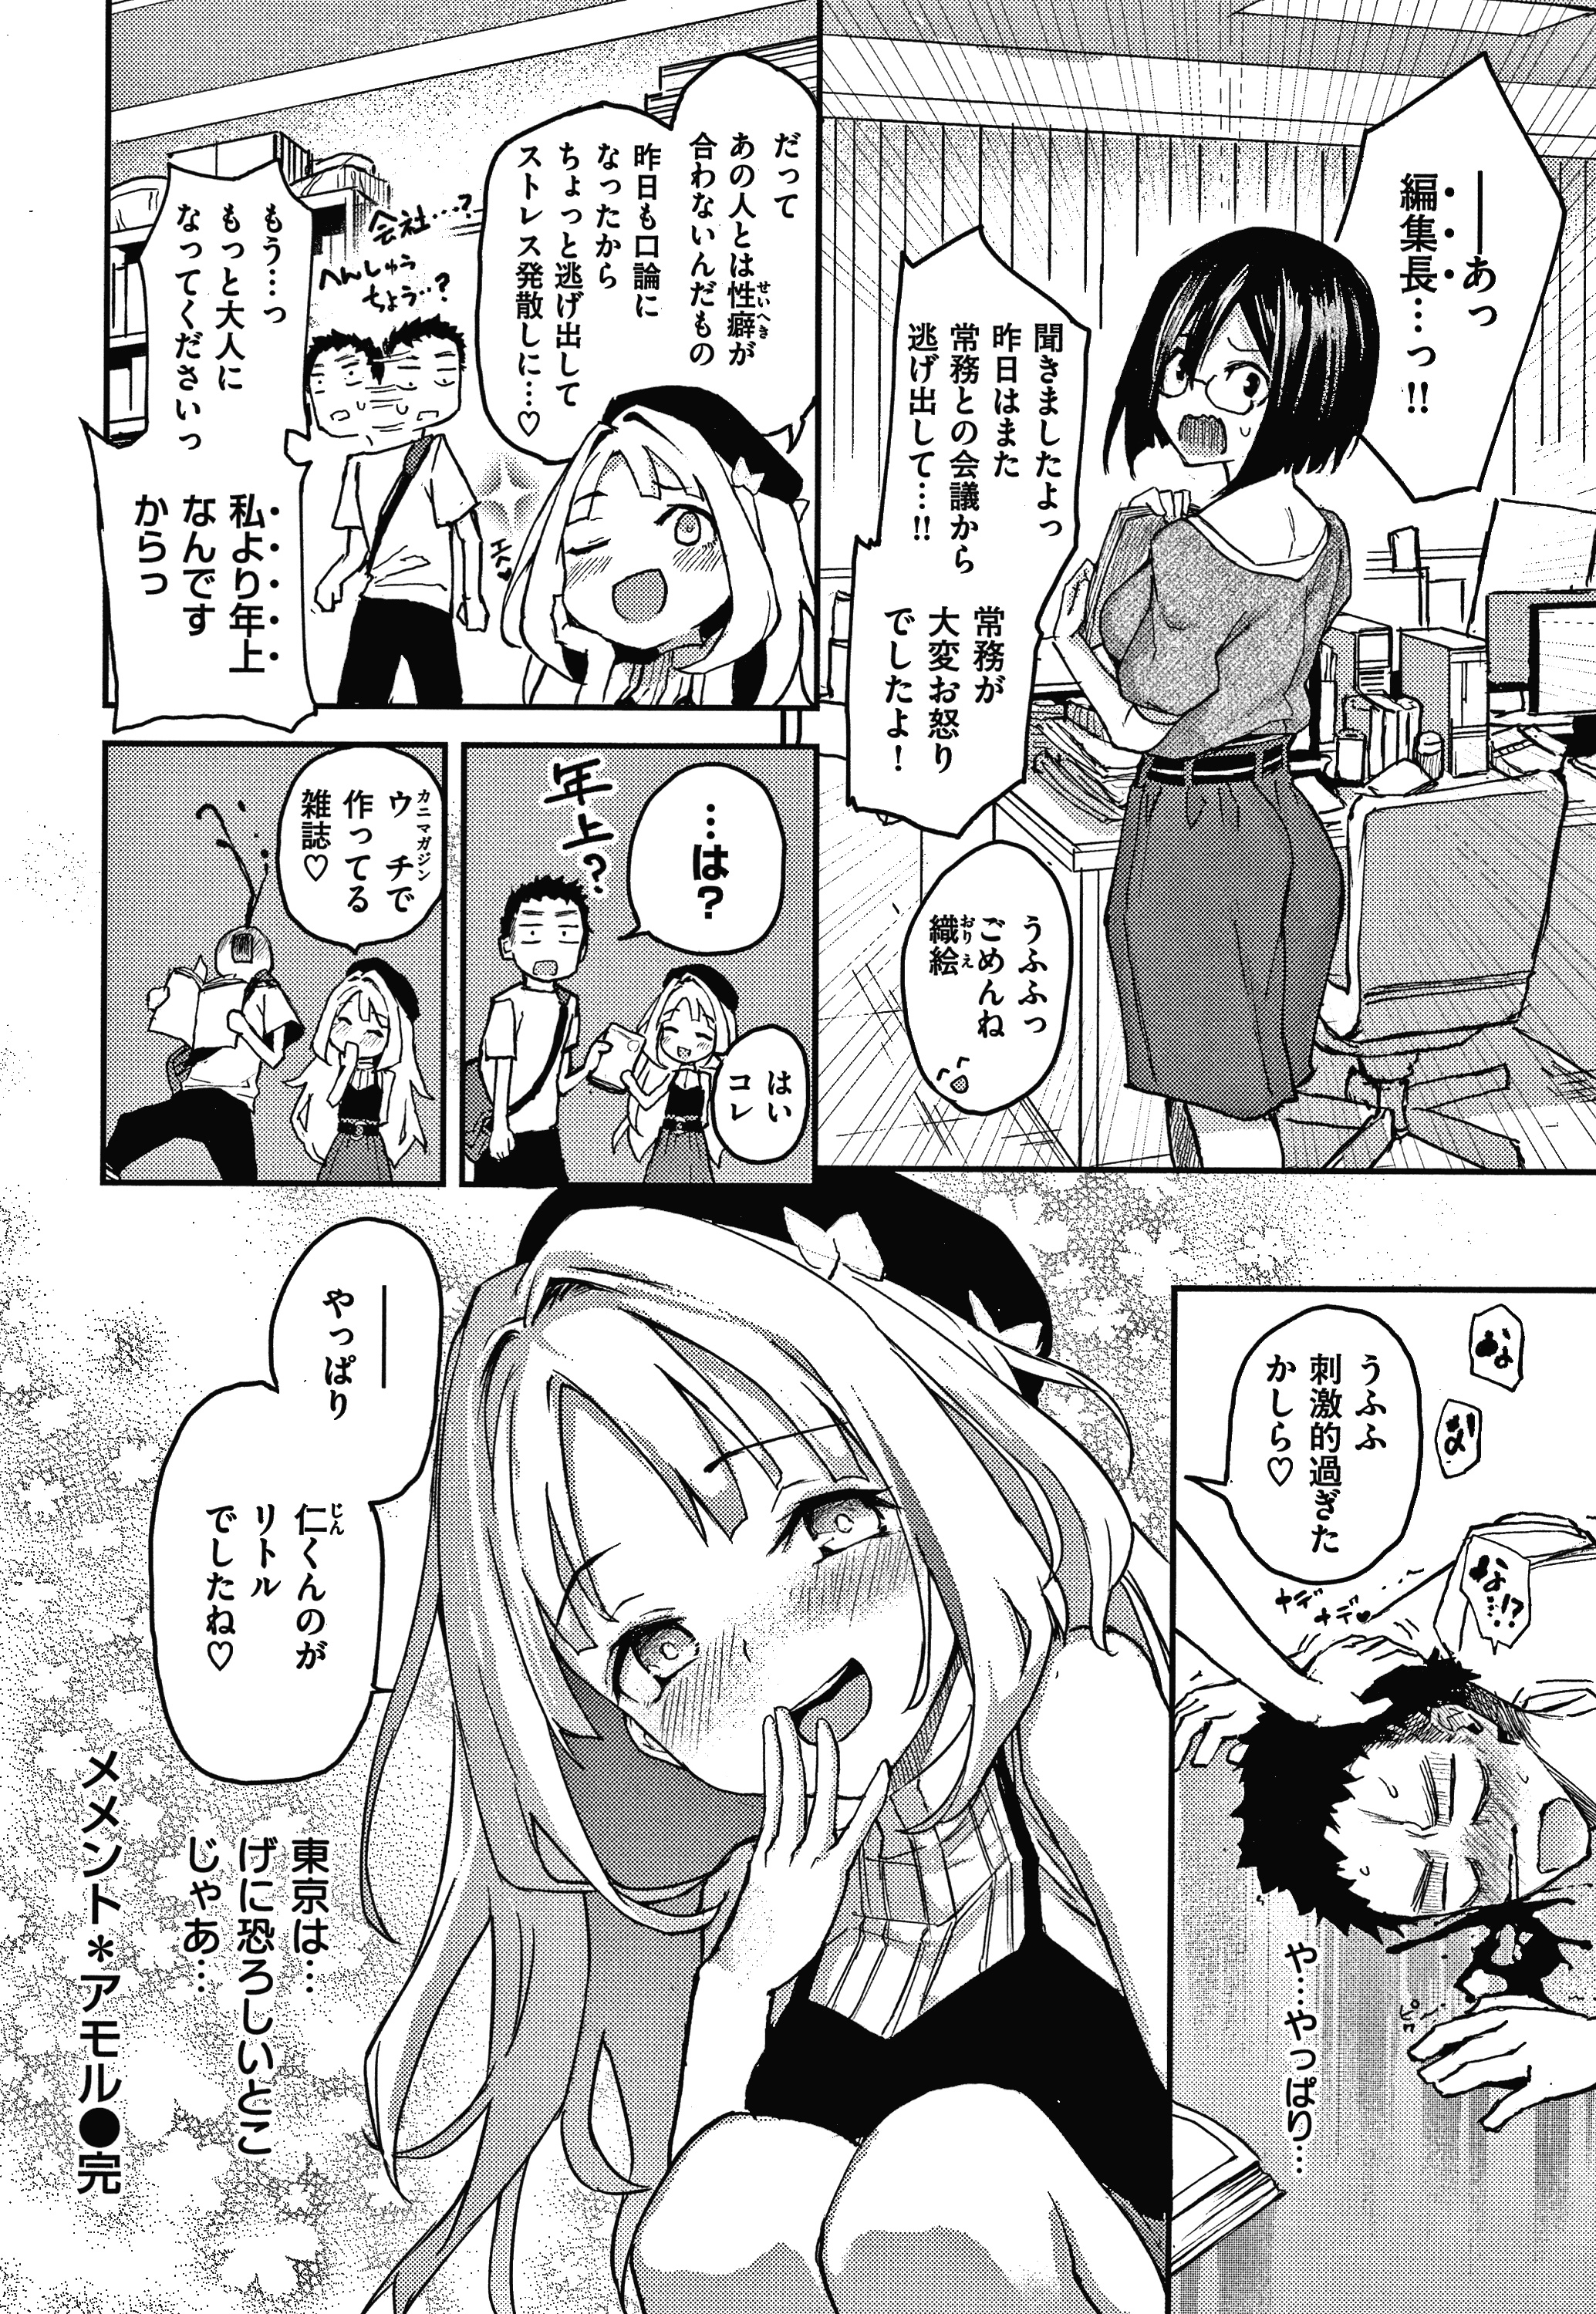 ――あっ
編集長…っ!!
聞きましたよっ
昨日はまた
常務との会議から
逃げ出して…!!
常務が
大変お怒り
でしたよ！
うふふっ
ごめんね
織絵
おりえ
だって
あの人とは性癖が
せいへき
合わないんだもの
昨日も口論に
なったから
ちょっと逃げ出して
ストレス発散しに…♡
エヘ♥
会社…?
へんしゅう
ちょう…?
もう…っ
もっと大人に
なってくださいっ
私より年上
なんです
からっ
…は?
年上?
はい
コレ
ウチで
カニマガジン
作ってる
雑誌♡
うふふ
刺激的過ぎた
かしら♡
なな…!?
ナデ
ナデ♥
や…やっぱり…
――
やっぱり
仁くんのが
じん
リトル
でしたね♡
東京は…
げに恐ろしいとこ
じゃあ…
メメント＊アモル●完